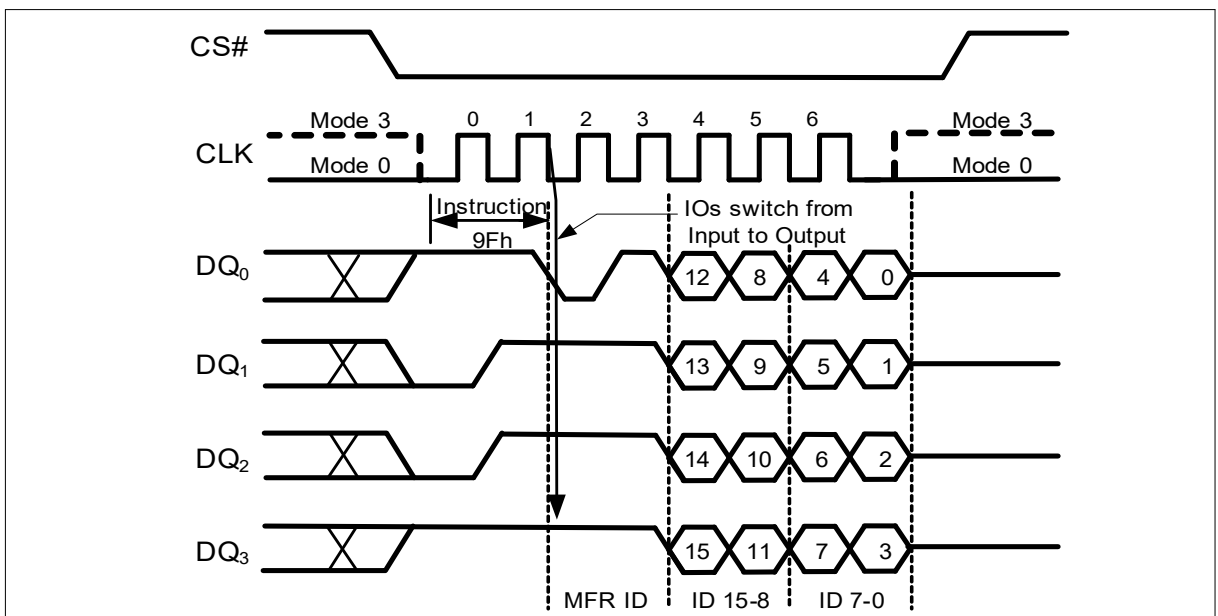 CS#
Mode 3 0 1 2 3 4 5 6 Mode 3
CLK
Mode 0 Mode 0
Instruction IOs switch from
9Fh Input to Output
DQ0 12 8 4 0
DQ1 13 9 5 1
DQ2 14 10 6 2
DQ3 15 11 7 3
MFR ID ID 15-8 ID 7-0